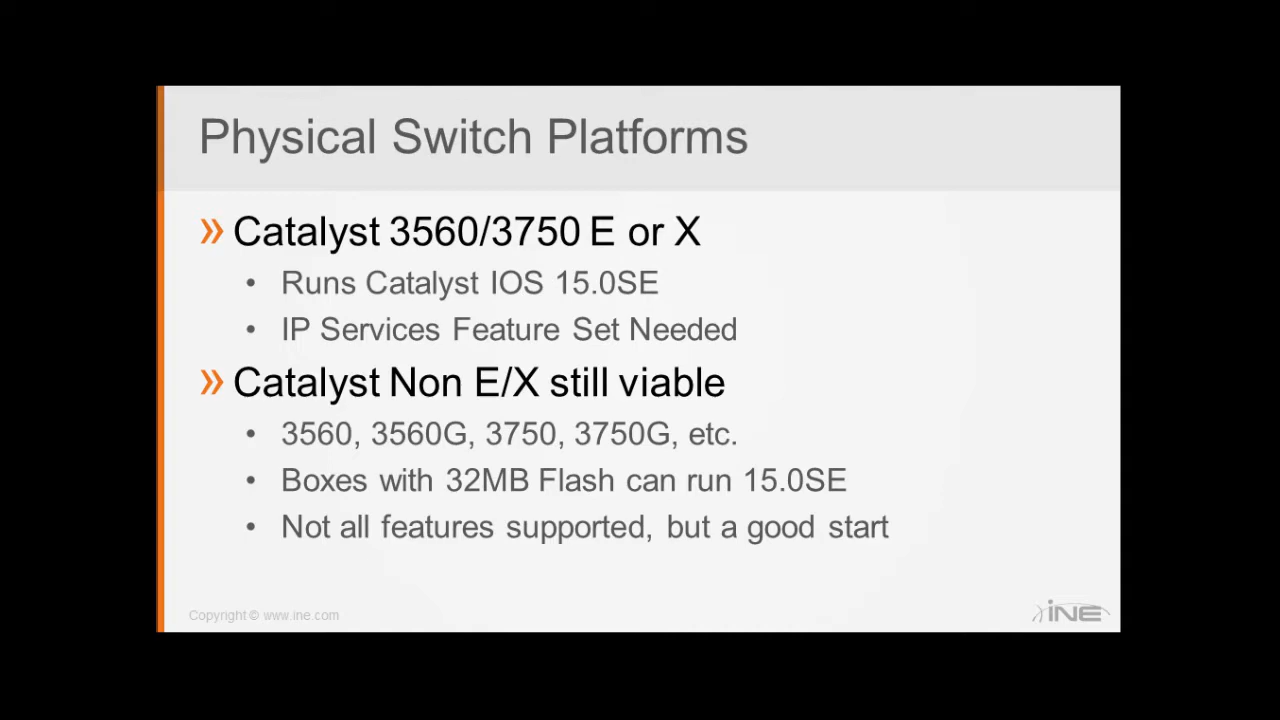 Physical Switch Platforms
» Catalyst 3560/3750 E or X
• Runs Catalyst IOS 15.0SE
• IP Services Feature Set Needed
» Catalyst Non E/X still viable
• 3560, 3560G, 3750, 3750G, etc.
• Boxes with 32MB Flash can run 15.0SE
• Not all features supported, but a good start
Copyright © www.ine.com
iNE